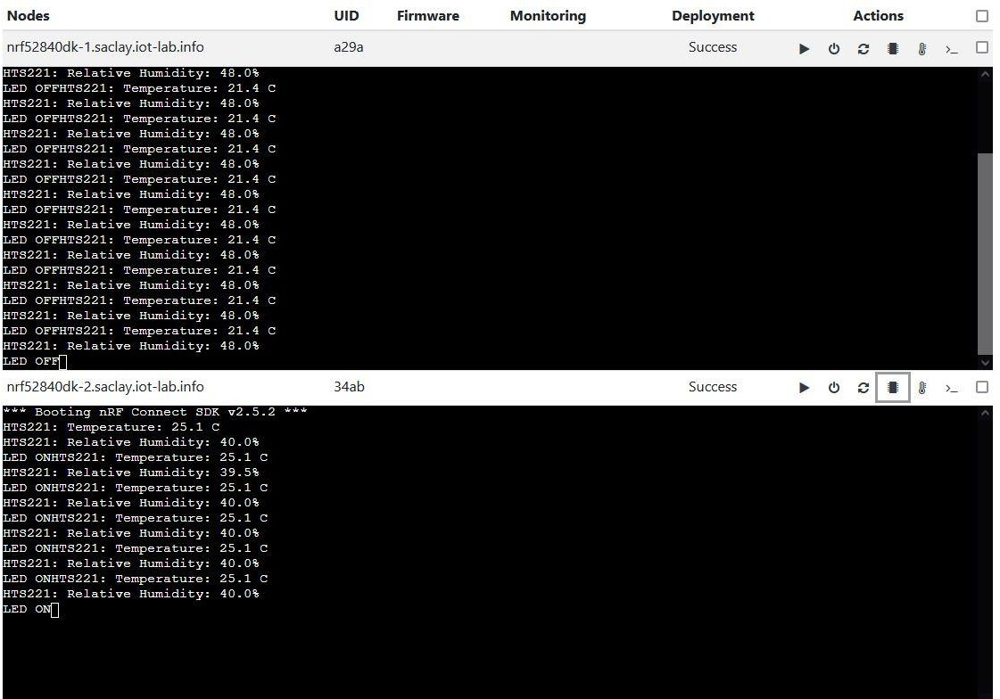 Nodes UID Firmware Monitoring Deployment Actions
nrf52840dk-1.saclay.iot-lab.info a29a Success
HTS221: Relative Humidity: 48.0%
LED OFFHTS221: Temperature: 21.4 C
HTS221: Relative Humidity: 48.0%
LED OFFHTS221: Temperature: 21.4 C
HTS221: Relative Humidity: 48.0%
LED OFFHTS221: Temperature: 21.4 C
HTS221: Relative Humidity: 48.0%
LED OFFHTS221: Temperature: 21.4 C
HTS221: Relative Humidity: 48.0%
LED OFFHTS221: Temperature: 21.4 C
HTS221: Relative Humidity: 48.0%
LED OFFHTS221: Temperature: 21.4 C
HTS221: Relative Humidity: 48.0%
LED OFFHTS221: Temperature: 21.4 C
HTS221: Relative Humidity: 48.0%
LED OFFHTS221: Temperature: 21.4 C
HTS221: Relative Humidity: 48.0%
LED OFFHTS221: Temperature: 21.4 C
HTS221: Relative Humidity: 48.0%
LED OFF
nrf52840dk-2.saclay.iot-lab.info 34ab Success
*** Booting nRF Connect SDK v2.5.2 ***
HTS221: Temperature: 25.1 C
HTS221: Relative Humidity: 40.0%
LED ONHTS221: Temperature: 25.1 C
HTS221: Relative Humidity: 39.5%
LED ONHTS221: Temperature: 25.1 C
HTS221: Relative Humidity: 40.0%
LED ONHTS221: Temperature: 25.1 C
HTS221: Relative Humidity: 40.0%
LED ONHTS221: Temperature: 25.1 C
HTS221: Relative Humidity: 40.0%
LED ONHTS221: Temperature: 25.1 C
HTS221: Relative Humidity: 40.0%
LED ON